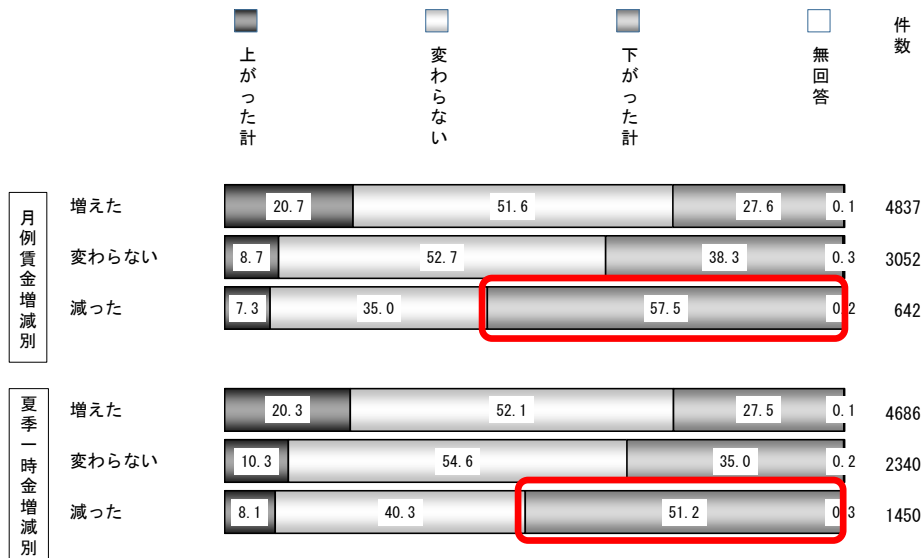 上がった計
変わらない
下がった計
無回答
件数
月例賃金増減別
増えた 20.7 51.6 27.6 0.1 4837
変わらない 8.7 52.7 38.3 0.3 3052
減った 7.3 35.0 57.5 0.2 642
夏季一時金増減別
増えた 20.3 52.1 27.5 0.1 4686
変わらない 10.3 54.6 35.0 0.2 2340
減った 8.1 40.3 51.2 0.3 1450